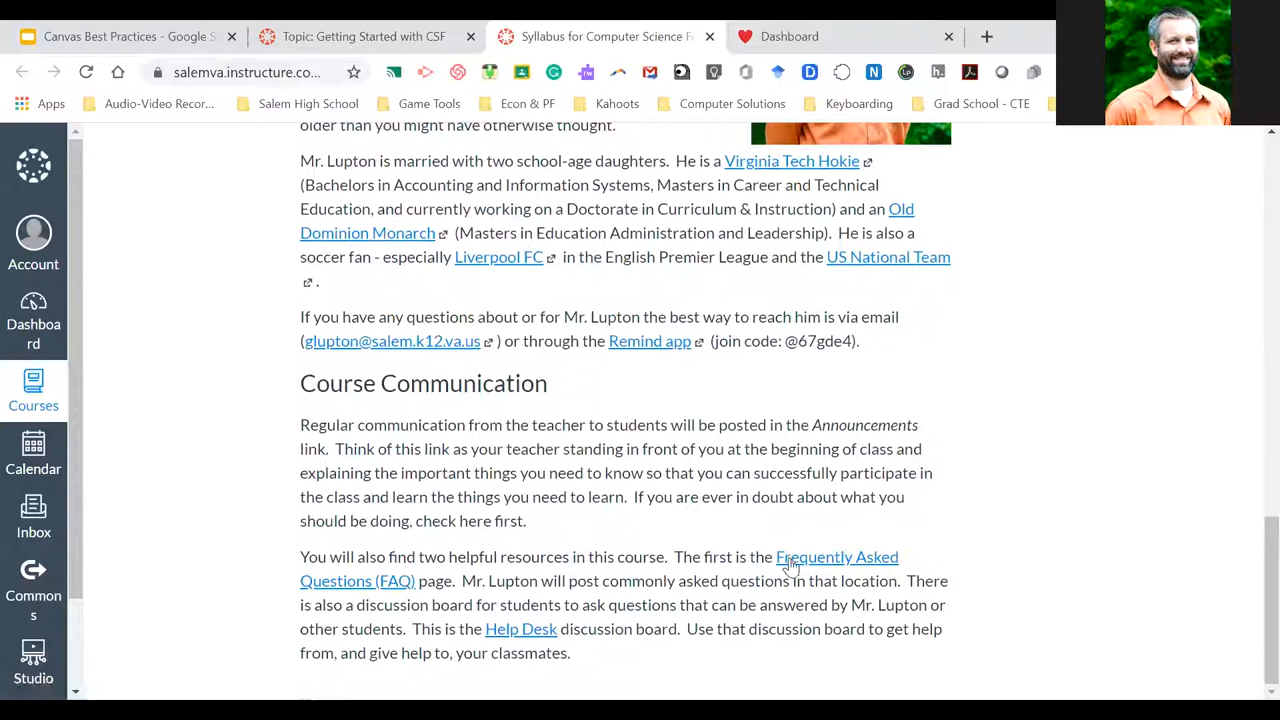 Canvas Best Practices - Google S
Topic: Getting Started with CSF
Syllabus for Computer Science F
Dashboard
salemva.instructure.co...
Apps
Audio-Video Recor...
Salem High School
Game Tools
Econ & PF
Kahoots
Computer Solutions
Keyboarding
Grad School - CTE
Account
Dashboa
rd
Courses
Calendar
Inbox
Common
s
Studio
older than you might have otherwise thought.
Mr. Lupton is married with two school-age daughters. He is a Virginia Tech Hokie
(Bachelors in Accounting and Information Systems, Masters in Career and Technical
Education, and currently working on a Doctorate in Curriculum & Instruction) and an Old
Dominion Monarch (Masters in Education Administration and Leadership). He is also a
soccer fan - especially Liverpool FC in the English Premier League and the US National Team
.
If you have any questions about or for Mr. Lupton the best way to reach him is via email
(glupton@salem.k12.va.us ) or through the Remind app (join code: @67gde4).
Course Communication
Regular communication from the teacher to students will be posted in the Announcements
link. Think of this link as your teacher standing in front of you at the beginning of class and
explaining the important things you need to know so that you can successfully participate in
the class and learn the things you need to learn. If you are ever in doubt about what you
should be doing, check here first.
You will also find two helpful resources in this course. The first is the Frequently Asked
Questions (FAQ) page. Mr. Lupton will post commonly asked questions in that location. There
is also a discussion board for students to ask questions that can be answered by Mr. Lupton or
other students. This is the Help Desk discussion board. Use that discussion board to get help
from, and give help to, your classmates.